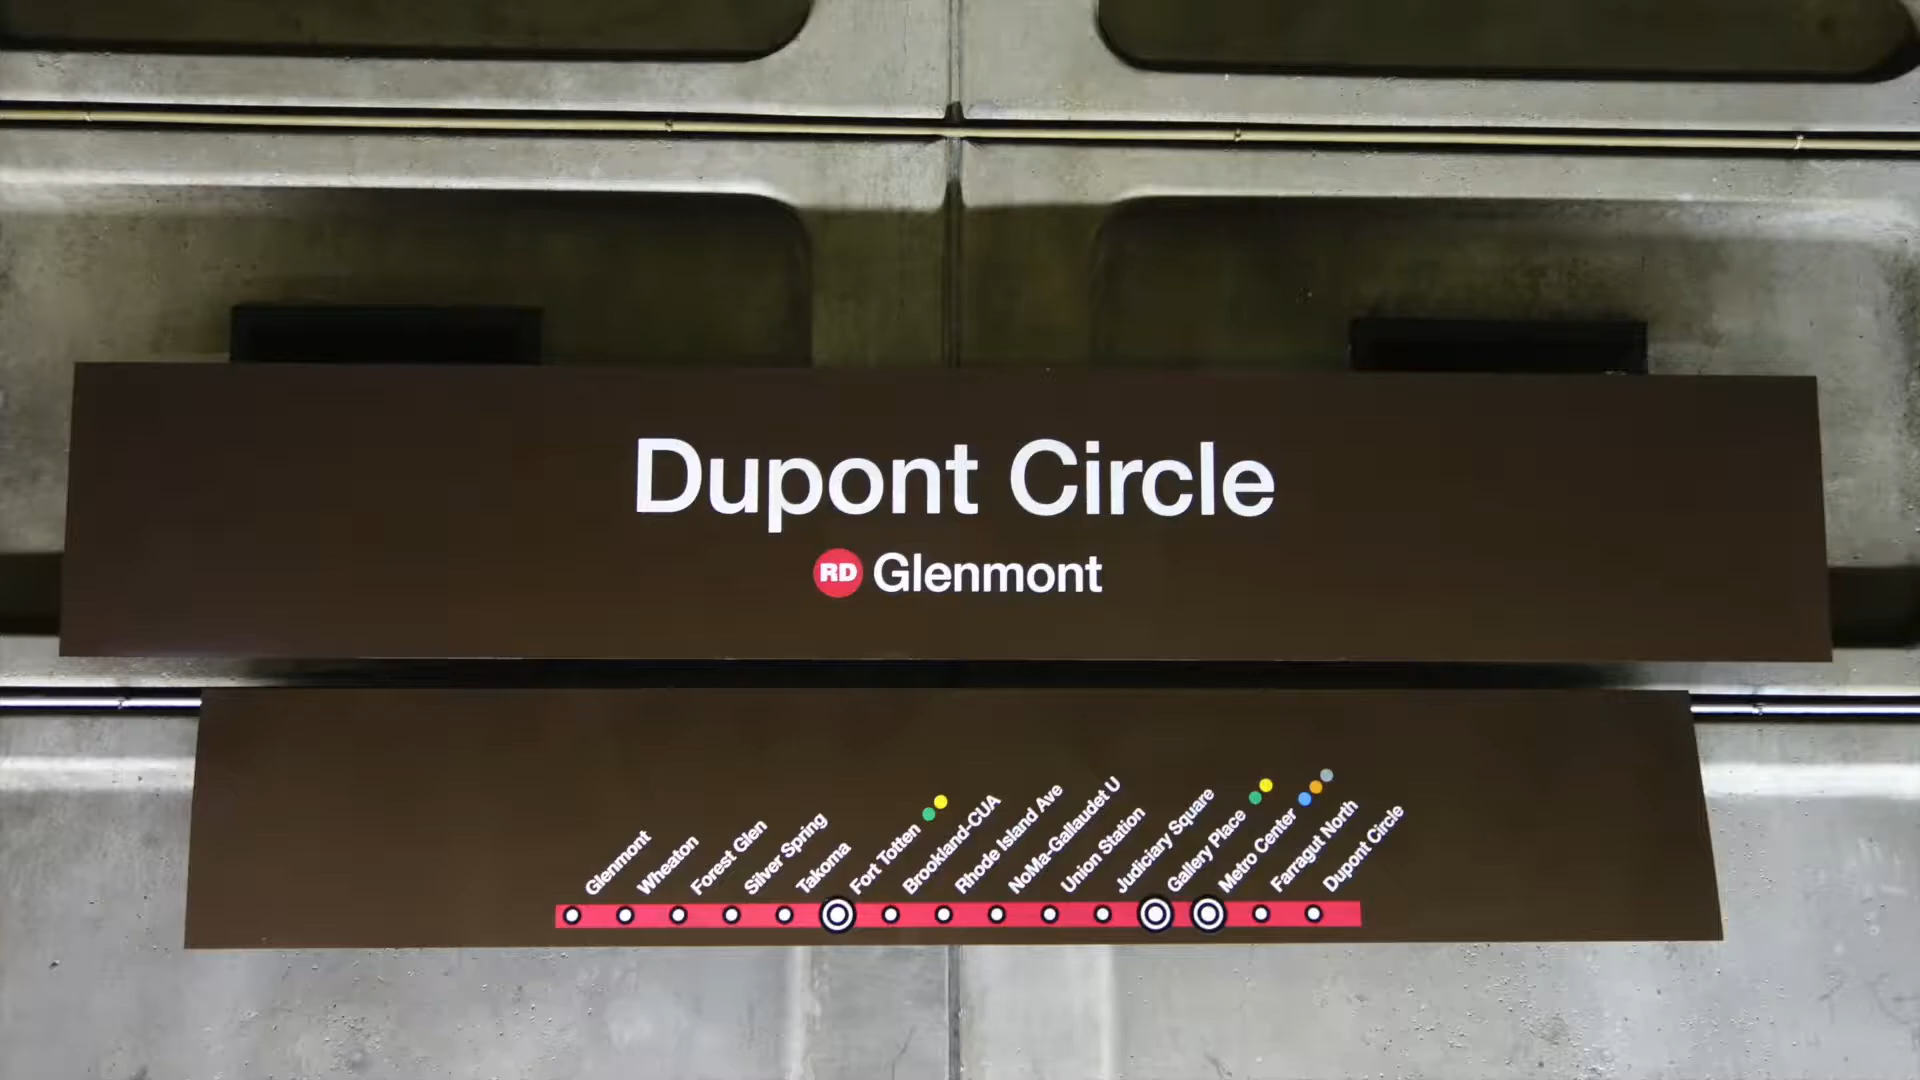 Dupont Circle
RD Glenmont
Glenmont
Wheaton
Forest Glen
Silver Spring
Takoma
Fort Totten
Brookland-CUA
Rhode Island Ave
NoMa-Gallaudet U
Union Station
Judiciary Square
Gallery Place
Metro Center
Farragut North
Dupont Circle